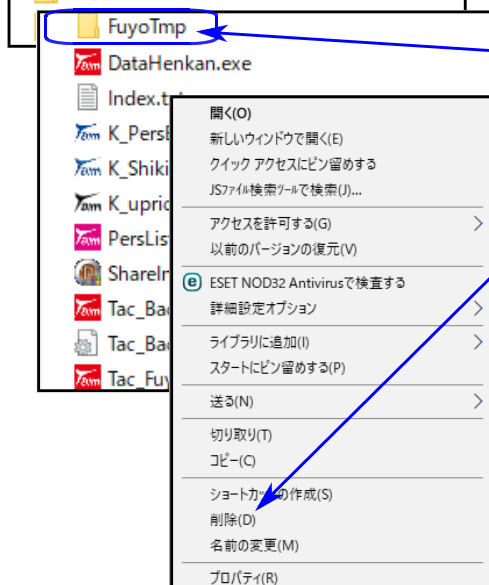 FuyoTmp
DataHenkan.exe
Index.t
K_Pers
K_Shiki
K_upric
PersLis
ShareIn
Tac_Bac
Tac_Bac
Tac_Fuy
開く(O)
新しいウィンドウで開く(E)
クイック アクセスにピン留めする
JSファイル検索ツールで検索(J)...
アクセスを許可する(G)
以前のバージョンの復元(V)
ESET NOD32 Antivirusで検査する
詳細設定オプション
ライブラリに追加(I)
スタートにピン留めする(P)
送る(N)
切り取り(T)
コピー(C)
ショートカットの作成(S)
削除(D)
名前の変更(M)
プロパティ(R)